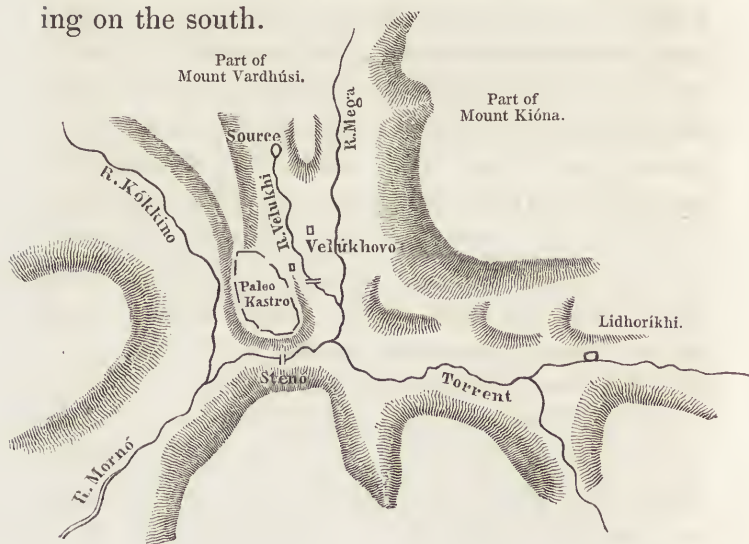 ing on the south.
Part of
Mount Vardhúsi.
Part of
Mount Kióna.
R. Mega
Source
R. Kókkino
R. Velukhi
Velúkhovo
Paleo
Kastro
Lidhoríkhi.
Steno
Torrent
R. Mornó